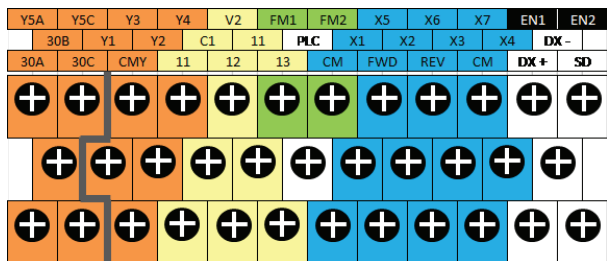 Y5A Y5C Y3 Y4 V2 FM1 FM2 X5 X6 X7 EN1 EN2
30B Y1 Y2 C1 11 PLC X1 X2 X3 X4 DX -
30A 30C CMY 11 12 13 CM FWD REV CM DX + SD